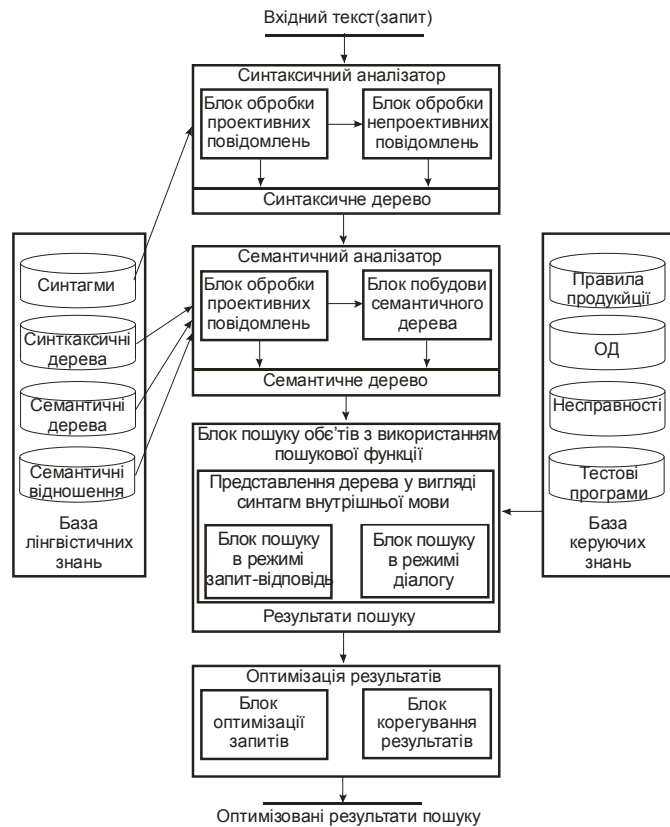 Вхідний текст(запит)
Синтаксичний аналізатор
Блок обробки
проективних
повідомлень
Блок обробки
непроективних
повідомлень
Синтаксичне дерево
Семантичний аналізатор
Блок обробки
проективних
повідомлень
Блок побудови
семантичного
дерева
Семантичне дерево
Синтагми
Синткаксичні
дерева
Семантичні
дерева
Семантичні
відношення
База
лінгвістичних
знань
Правила
продукйції
ОД
Несправності
Тестові
програми
База
керуючих
знань
Блок пошуку обє'тів з використанням
пошукової функції
Представлення дерева у вигляді
синтагм внутрішньої мови
Блок пошуку
в режимі
запит-відповідь
Блок пошуку
в режимі
діалогу
Результати пошуку
Оптимізація результатів
Блок
оптимізації
запитів
Блок
корегування
результатів
Оптимізовані результати пошуку